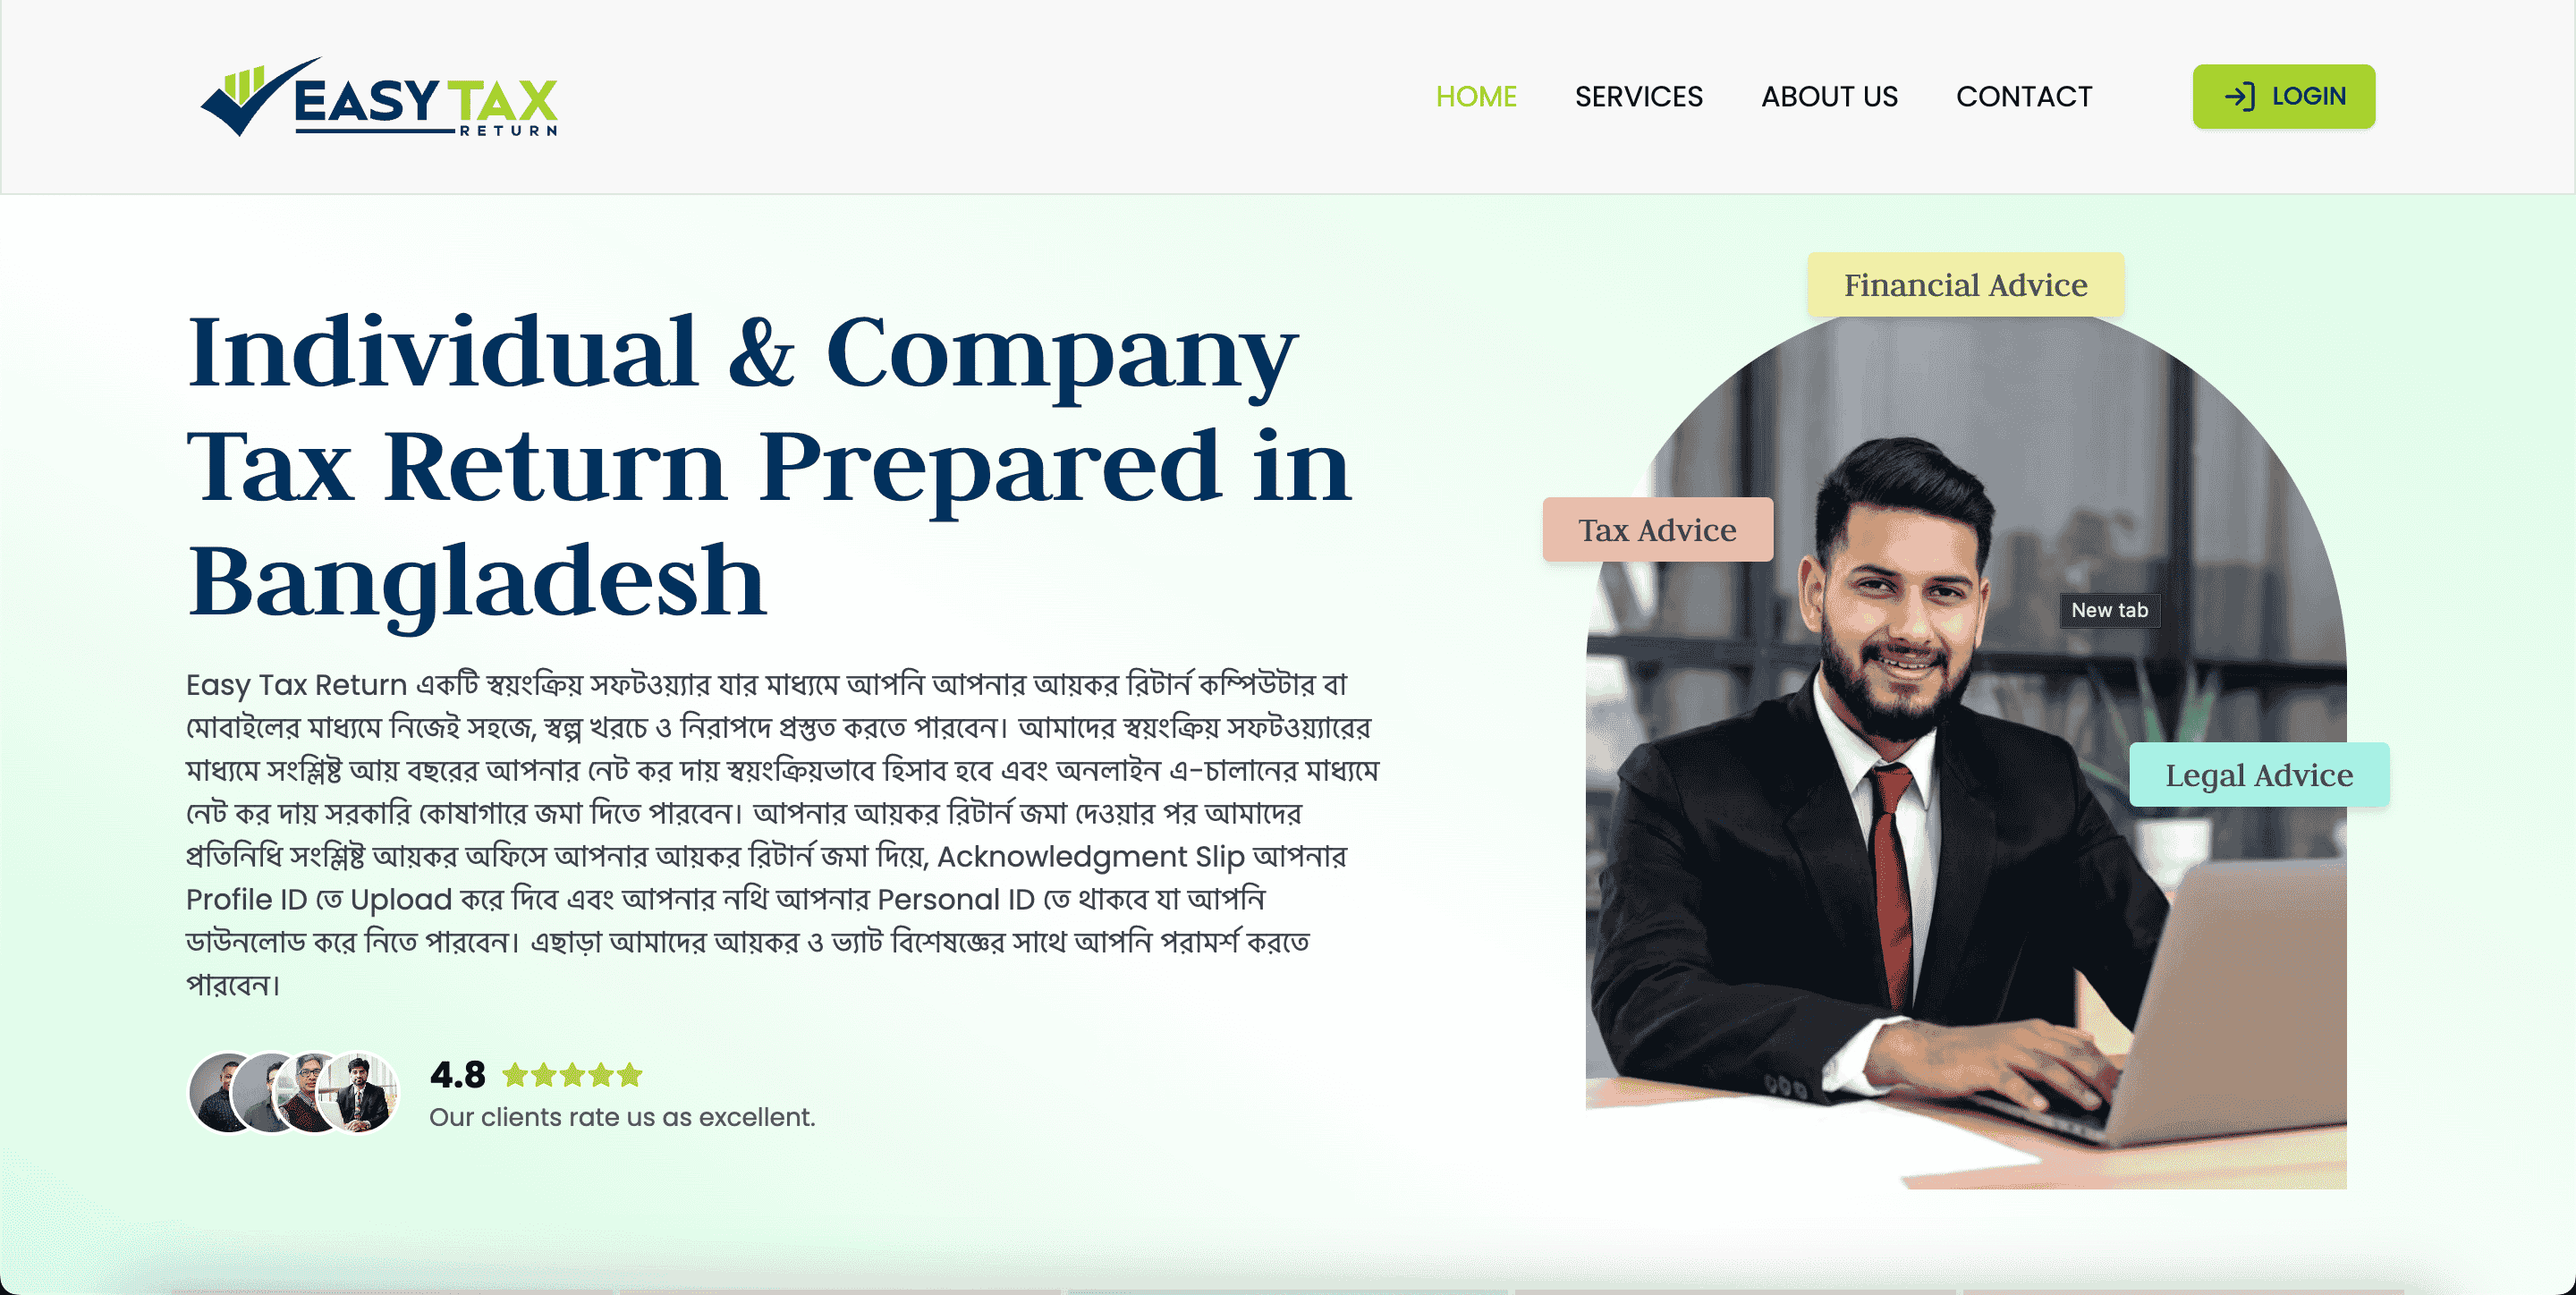 EASY TAX
RETURN
HOME
SERVICES
ABOUT US
CONTACT
LOGIN
Individual & Company
Tax Return Prepared in
Bangladesh
Easy Tax Return একটি স্বয়ংক্রিয় সফটওয়্যার যার মাধ্যমে আপনি আপনার আয়কর রিটার্ন কম্পিউটার বা
মোবাইলের মাধ্যমে নিজেই সহজে, স্বল্প খরচে ও নিরাপদে প্রস্তুত করতে পারবেন। আমাদের স্বয়ংক্রিয় সফটওয়্যারের
মাধ্যমে সংশ্লিষ্ট আয় বছরের আপনার নেট কর দায় স্বয়ংক্রিয়ভাবে হিসাব হবে এবং অনলাইন এ-চালানের মাধ্যমে
নেট কর দায় সরকারি কোষাগারে জমা দিতে পারবেন। আপনার আয়কর রিটার্ন জমা দেওয়ার পর আমাদের
প্রতিনিধি সংশ্লিষ্ট আয়কর অফিসে আপনার আয়কর রিটার্ন জমা দিয়ে, Acknowledgment Slip আপনার
Profile ID তে Upload করে দিবে এবং আপনার নথি আপনার Personal ID তে থাকবে যা আপনি
ডাউনলোড করে নিতে পারবেন। এছাড়া আমাদের আয়কর ও ভ্যাট বিশেষজ্ঞের সাথে আপনি পরামর্শ করতে
পারবেন।
4.8
Our clients rate us as excellent.
Financial Advice
Tax Advice
New tab
Legal Advice